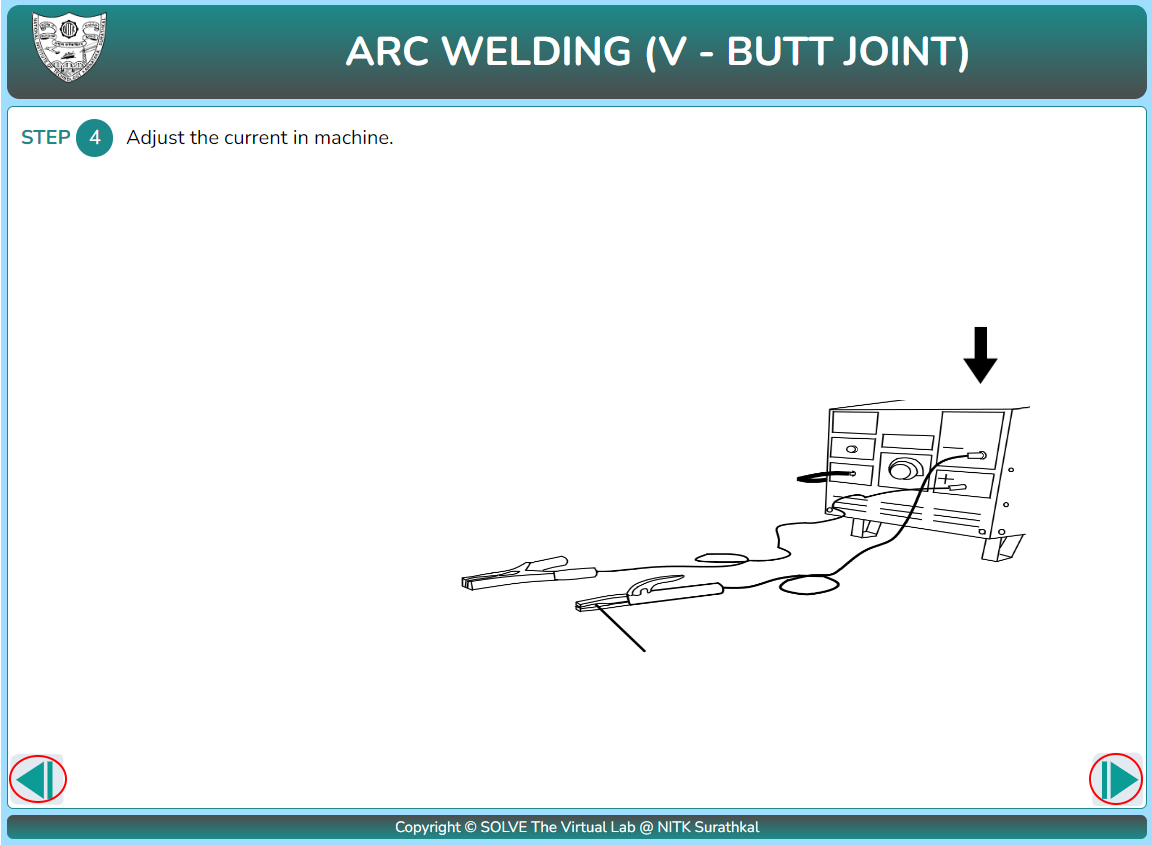 ARC WELDING (V - BUTT JOINT)
STEP 4 Adjust the current in machine.
Copyright © SOLVE The Virtual Lab @ NITK Surathkal